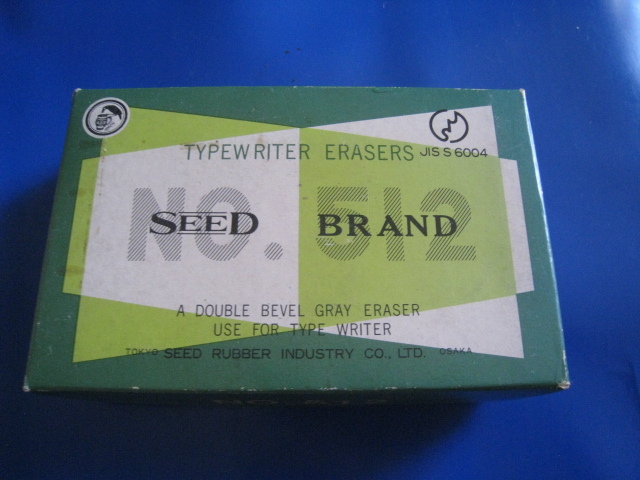 TYPEWRITER ERASERS JIS S 6004
NO. 512
SEED BRAND
A DOUBLE BEVEL GRAY ERASER
USE FOR TYPE WRITER
TOKYO SEED RUBBER INDUSTRY CO., LTD. OSAKA